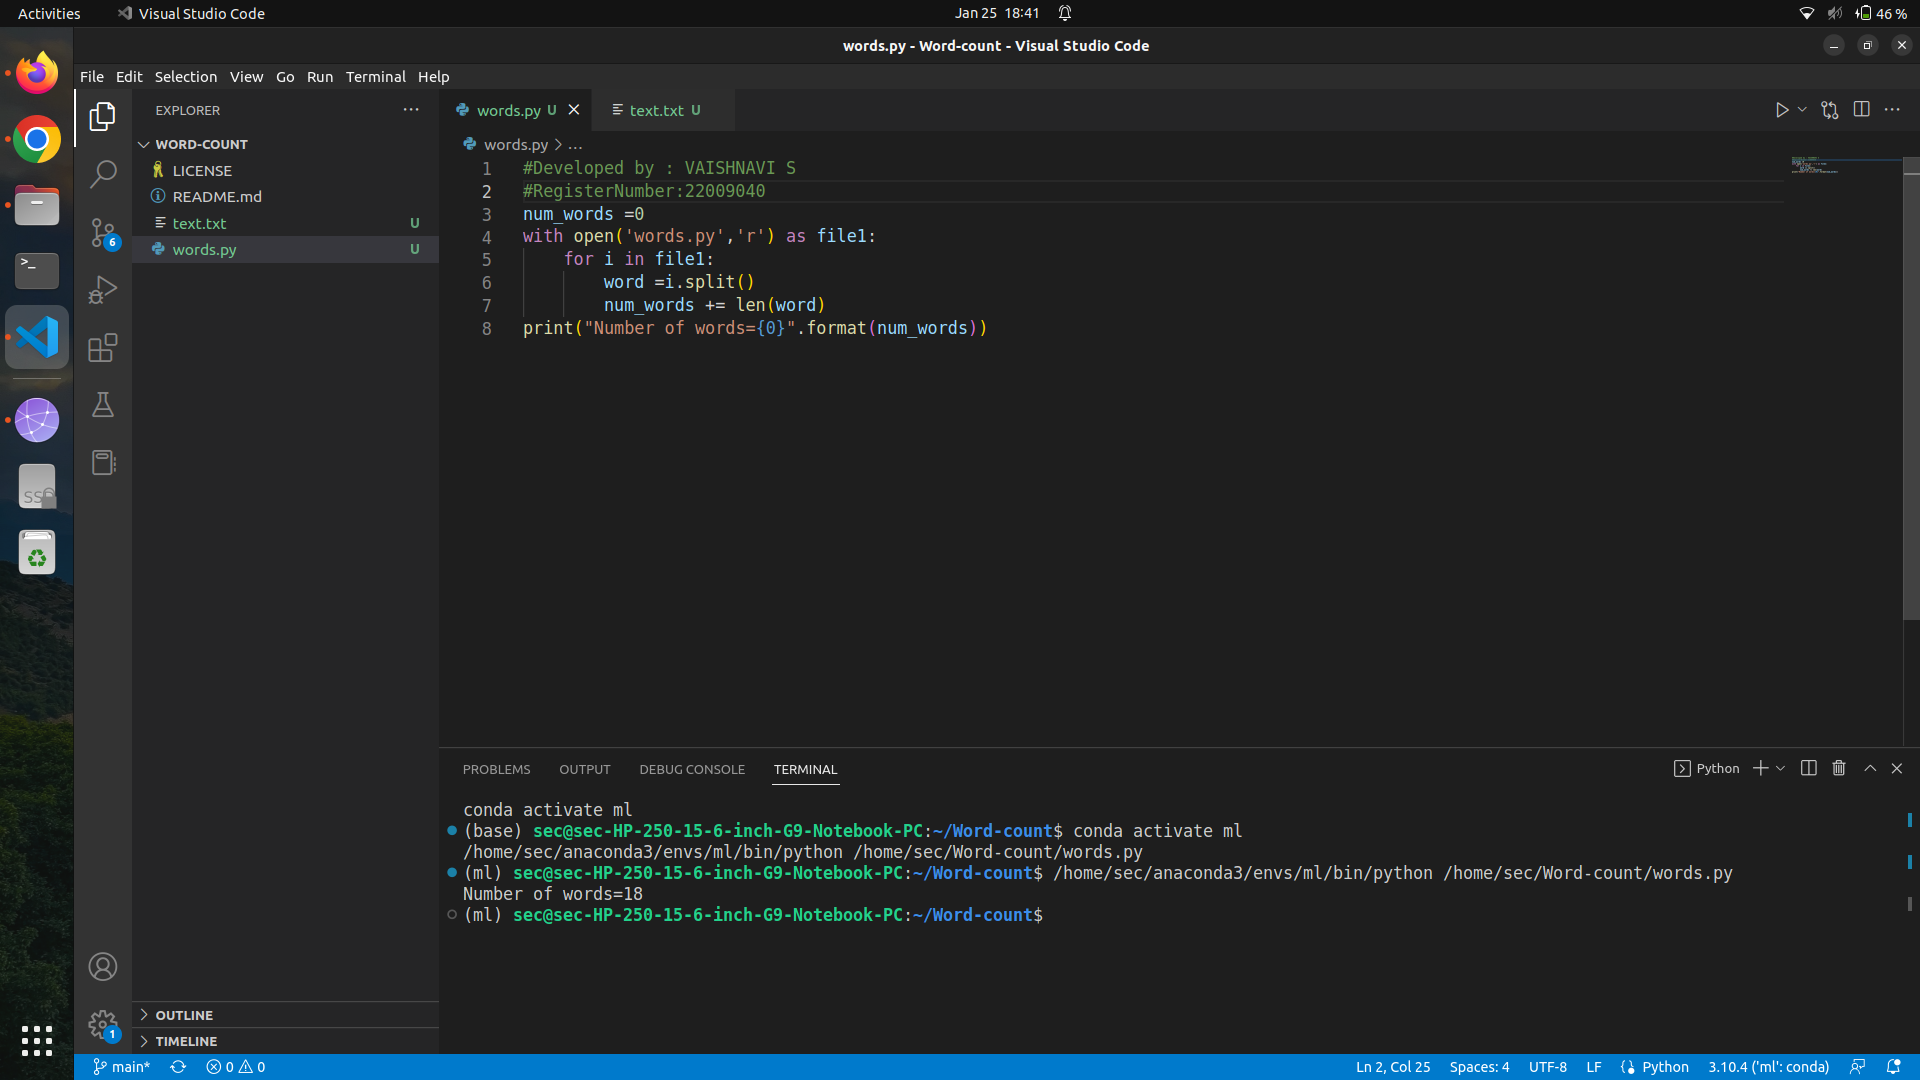 Activities
Visual Studio Code
Jan 25 18:41
46 %
words.py - Word-count - Visual Studio Code
File Edit Selection View Go Run Terminal Help
EXPLORER
WORD-COUNT
LICENSE
README.md
text.txt U
words.py U
OUTLINE
TIMELINE
6
1
>_
SSD
words.py U
text.txt U
words.py > ...
1 #Developed by : VAISHNAVI S
2 #RegisterNumber:22009040
3 num_words =0
4 with open('words.py','r') as file1:
5 for i in file1:
6 word =i.split()
7 num_words += len(word)
8 print("Number of words={0}".format(num_words))
PROBLEMS OUTPUT DEBUG CONSOLE TERMINAL
Python
conda activate ml
(base) sec@sec-HP-250-15-6-inch-G9-Notebook-PC:~/Word-count$ conda activate ml
/home/sec/anaconda3/envs/ml/bin/python /home/sec/Word-count/words.py
(ml) sec@sec-HP-250-15-6-inch-G9-Notebook-PC:~/Word-count$ /home/sec/anaconda3/envs/ml/bin/python /home/sec/Word-count/words.py
Number of words=18
(ml) sec@sec-HP-250-15-6-inch-G9-Notebook-PC:~/Word-count$
main* 0 0
Ln 2, Col 25 Spaces: 4 UTF-8 LF {} Python 3.10.4 ('ml': conda)